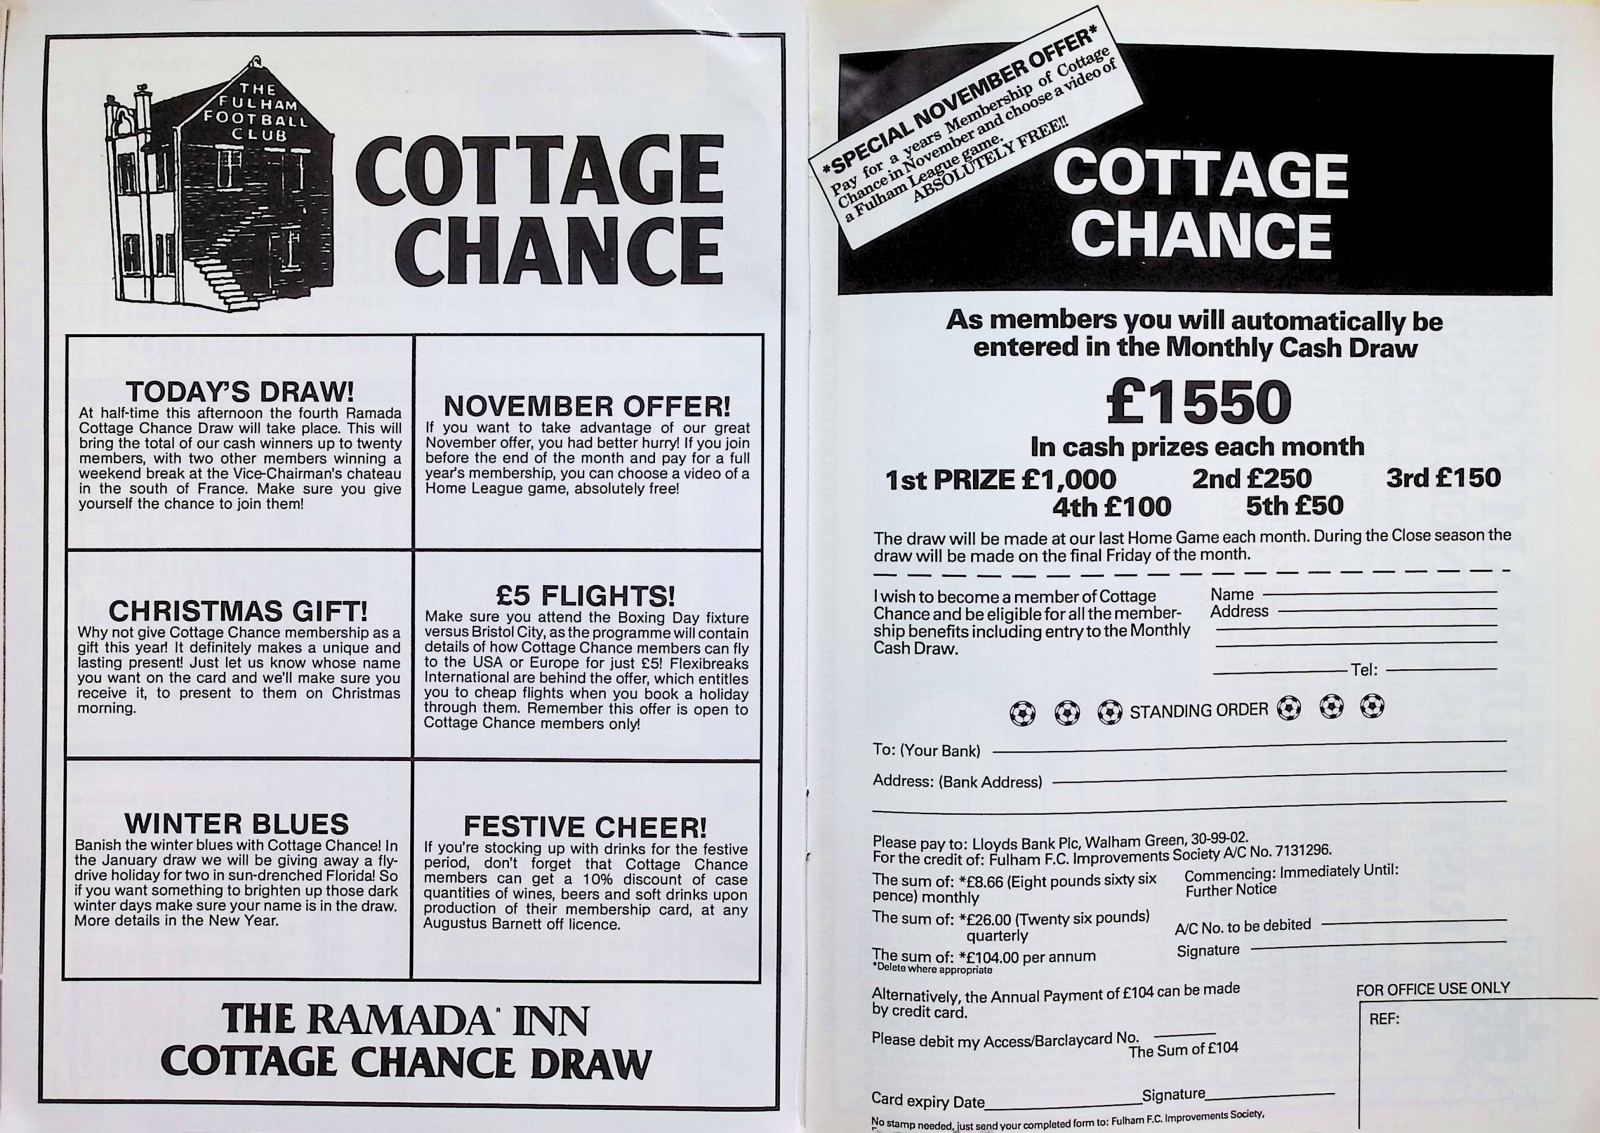 THE
FULHAM
FOOTBALL
CLUB
COTTAGE
CHANCE
TODAY'S DRAW!
At half-time this afternoon the fourth Ramada
Cottage Chance Draw will take place. This will
bring the total of our cash winners up to twenty
members, with two other members winning a
weekend break at the Vice-Chairman's chateau
in the south of France. Make sure you give
yourself the chance to join them!
NOVEMBER OFFER!
If you want to take advantage of our great
November offer, you had better hurry! If you join
before the end of the month and pay for a full
year's membership, you can choose a video of a
Home League game, absolutely free!
CHRISTMAS GIFT!
Why not give Cottage Chance membership as a
gift this year! It definitely makes a unique and
lasting present! Just let us know whose name
you want on the card and we'll make sure you
receive it, to present to them on Christmas
morning.
£5 FLIGHTS!
Make sure you attend the Boxing Day fixture
versus Bristol City, as the programme will contain
details of how Cottage Chance members can fly
to the USA or Europe for just £5! Flexibreaks
International are behind the offer, which entitles
you to cheap flights when you book a holiday
through them. Remember this offer is open to
Cottage Chance members only!
WINTER BLUES
Banish the winter blues with Cottage Chance! In
the January draw we will be giving away a fly-
drive holiday for two in sun-drenched Florida! So
if you want something to brighten up those dark
winter days make sure your name is in the draw.
More details in the New Year.
FESTIVE CHEER!
If you're stocking up with drinks for the festive
period, don't forget that Cottage Chance
members can get a 10% discount of case
quantities of wines, beers and soft drinks upon
production of their membership card, at any
Augustus Barnett off licence.
THE RAMADA INN
COTTAGE CHANCE DRAW
*SPECIAL NOVEMBER OFFER*
Pay for a years Membership of Cottage
Chance in November and choose a video of
a Fulham League game.
ABSOLUTELY FREE!!
COTTAGE
CHANCE
As members you will automatically be
entered in the Monthly Cash Draw
£1550
In cash prizes each month
1st PRIZE £1,000 2nd £250 3rd £150
4th £100 5th £50
The draw will be made at our last Home Game each month. During the Close season the
draw will be made on the final Friday of the month.
I wish to become a member of Cottage
Chance and be eligible for all the member-
ship benefits including entry to the Monthly
Cash Draw.
Name
Address
Tel:
STANDING ORDER
To: (Your Bank)
Address: (Bank Address)
Please pay to: Lloyds Bank Plc, Walham Green, 30-99-02.
For the credit of: Fulham F.C. Improvements Society A/C No. 7131296.
The sum of: *£8.66 (Eight pounds sixty six
pence) monthly
Commencing: Immediately Until:
Further Notice
The sum of: *£26.00 (Twenty six pounds)
quarterly
A/C No. to be debited
The sum of: *£104.00 per annum
Signature
*Delete where appropriate
Alternatively, the Annual Payment of £104 can be made
by credit card.
FOR OFFICE USE ONLY
REF:
Please debit my Access/Barclaycard No.
The Sum of £104
Card expiry Date Signature
No stamp needed, just send your completed form to: Fulham F.C. Improvements Society,